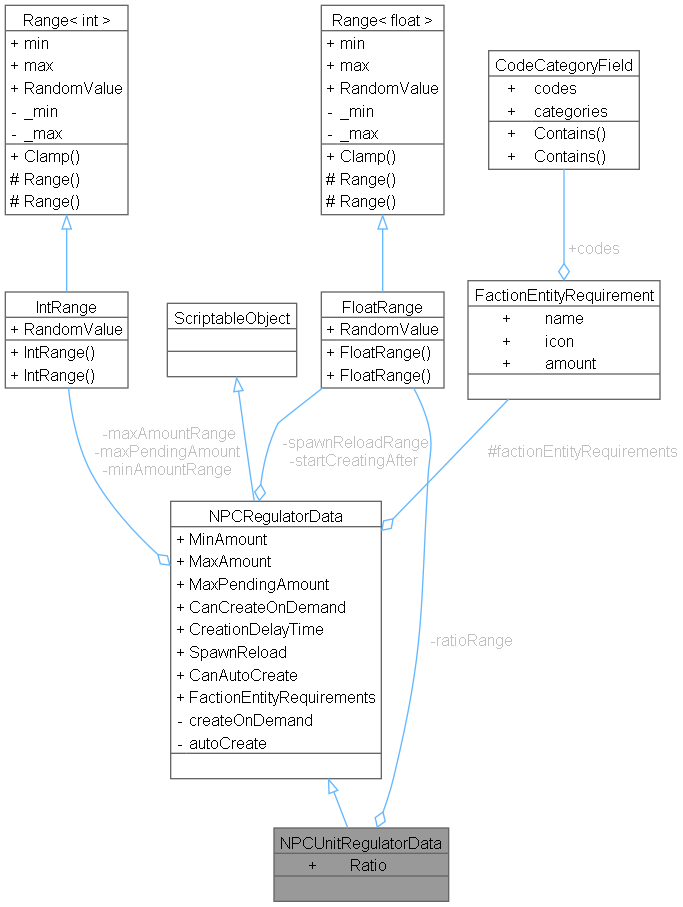 Range< int >
+ min
+ max
+ RandomValue
- _min
- _max
+ Clamp()
# Range()
# Range()
Range< float >
+ min
+ max
+ RandomValue
- _min
- _max
+ Clamp()
# Range()
# Range()
CodeCategoryField
+ codes
+ categories
+ Contains()
+ Contains()
+codes
IntRange
+ RandomValue
+ IntRange()
+ IntRange()
ScriptableObject
FloatRange
+ RandomValue
+ FloatRange()
+ FloatRange()
FactionEntityRequirement
+ name
+ icon
+ amount
-maxAmountRange
-maxPendingAmount
-minAmountRange
-spawnReloadRange
-startCreatingAfter
#factionEntityRequirements
NPCRegulatorData
+ MinAmount
+ MaxAmount
+ MaxPendingAmount
+ CanCreateOnDemand
+ CreationDelayTime
+ SpawnReload
+ CanAutoCreate
+ FactionEntityRequirements
- createOnDemand
- autoCreate
-ratioRange
NPCUnitRegulatorData
+ Ratio